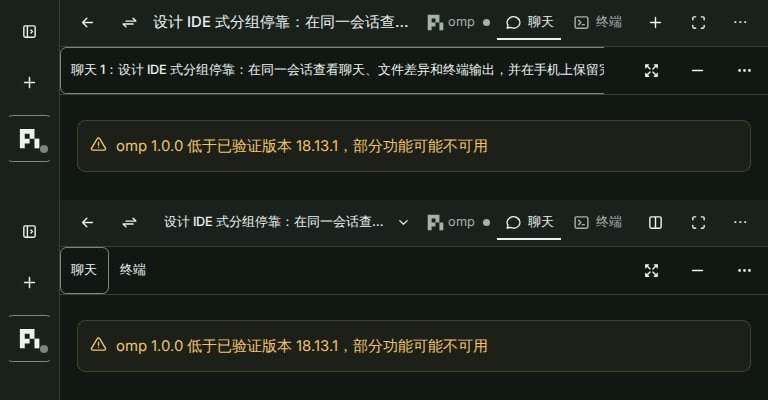 设计 IDE 式分组停靠：在同一会话查... omp 聊天 终端
聊天 1：设计 IDE 式分组停靠：在同一会话查看聊天、文件差异和终端输出，并在手机上保留
omp 1.0.0 低于已验证版本 18.13.1，部分功能可能不可用
设计 IDE 式分组停靠：在同一会话查... omp 聊天 终端
聊天 终端
omp 1.0.0 低于已验证版本 18.13.1，部分功能可能不可用